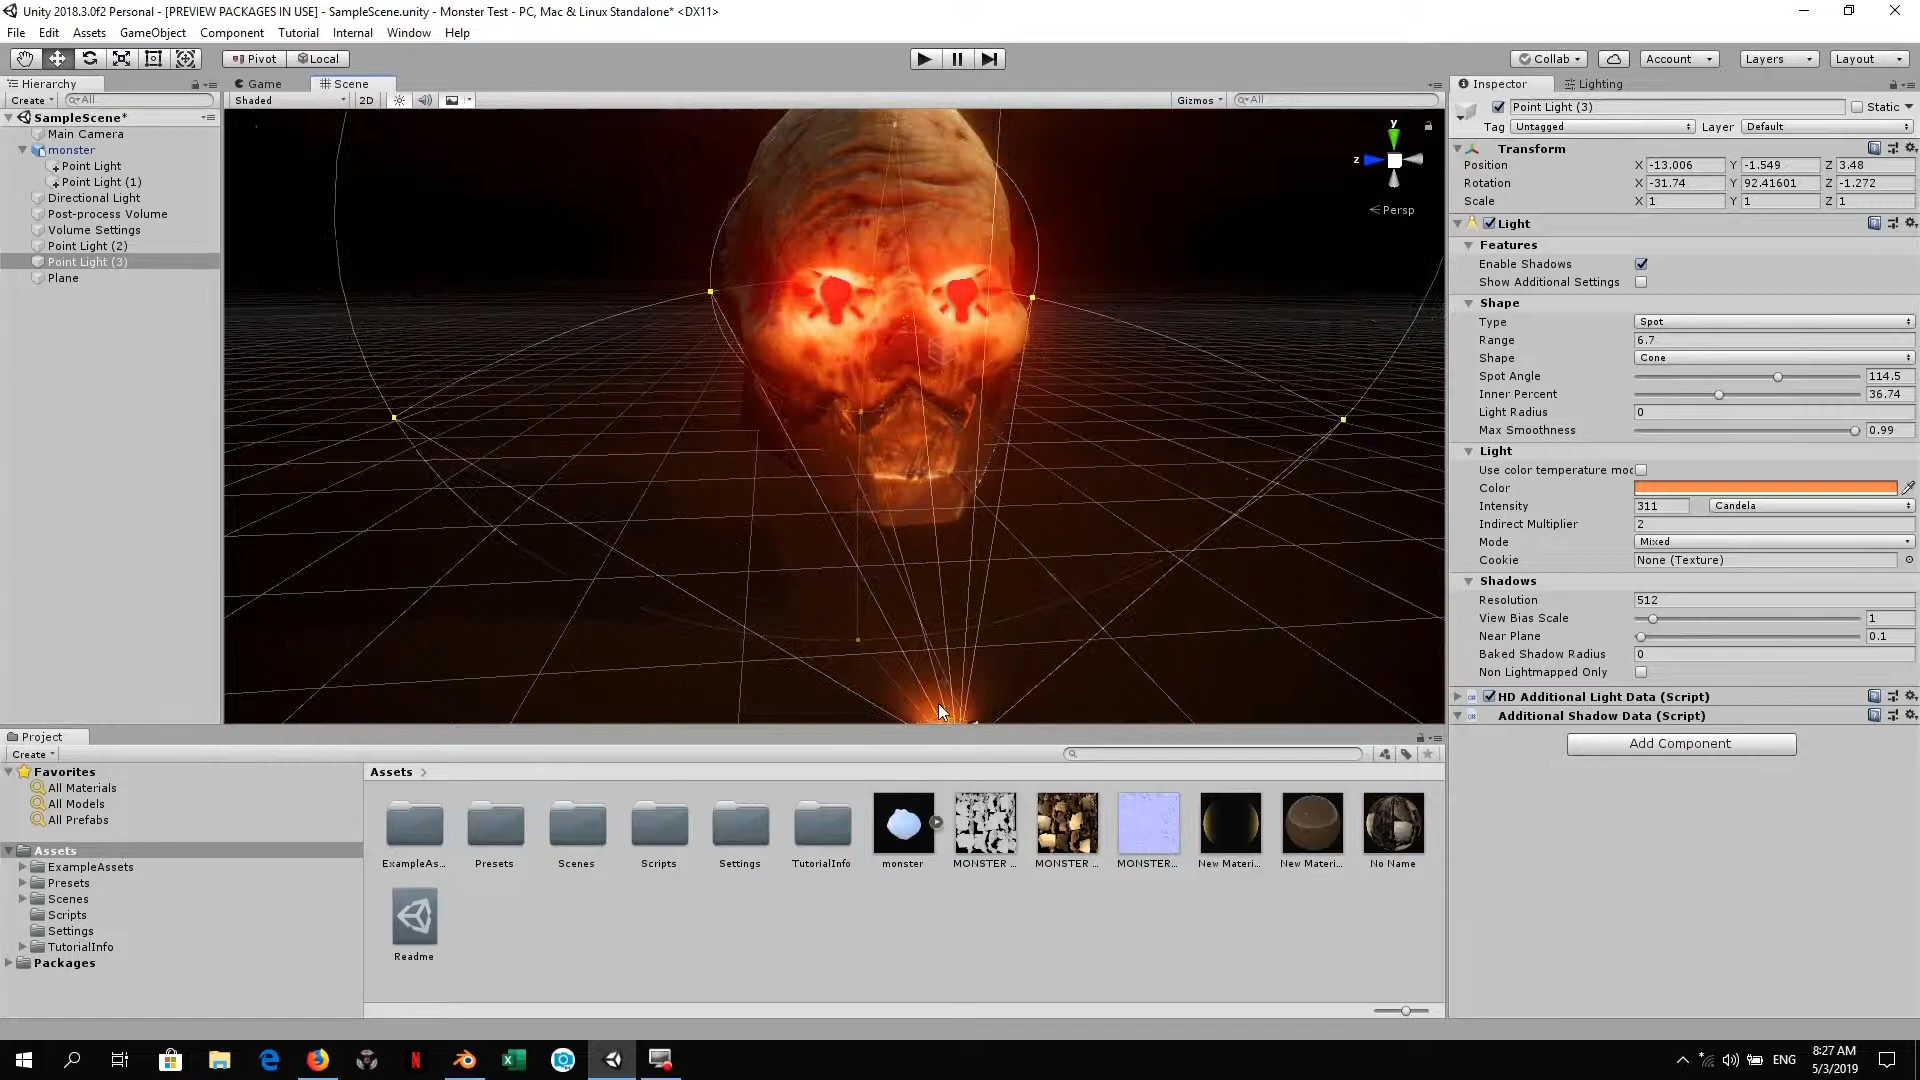 Unity 2018.3.0f2 Personal - [PREVIEW PACKAGES IN USE] - SampleScene.unity - Monster Test - PC, Mac & Linux Standalone* <DX11>
File Edit Assets GameObject Component Tutorial Internal Window Help
Pivot Local Collab Account Layers Layout
Hierarchy
Create All
SampleScene*
Main Camera
monster
Point Light
Point Light (1)
Directional Light
Post-process Volume
Volume Settings
Point Light (2)
Point Light (3)
Plane
Game Scene
Shaded 2D Gizmos All
y
z
Persp
Inspector Lighting
Point Light (3) Static
Tag Untagged Layer Default
Transform
Position X -13.006 Y -1.549 Z 3.48
Rotation X -31.74 Y 92.41601 Z -1.272
Scale X 1 Y 1 Z 1
Light
Features
Enable Shadows
Show Additional Settings
Shape
Type Spot
Range 6.7
Shape Cone
Spot Angle 114.5
Inner Percent 36.74
Light Radius 0
Max Smoothness 0.99
Light
Use color temperature moc
Color
Intensity 311 Candela
Indirect Multiplier 2
Mode Mixed
Cookie None (Texture)
Shadows
Resolution 512
View Bias Scale 1
Near Plane 0.1
Baked Shadow Radius 0
Non Lightmapped Only
HD Additional Light Data (Script)
Additional Shadow Data (Script)
Add Component
Project
Create
Favorites
All Materials
All Models
All Prefabs
Assets
ExampleAssets
Presets
Scenes
Scripts
Settings
TutorialInfo
Packages
Assets
ExampleAs... Presets Scenes Scripts Settings TutorialInfo monster MONSTER ... MONSTER ... MONSTER... New Materi... New Materi... No Name
Readme
ENG
8:27 AM
5/3/2019